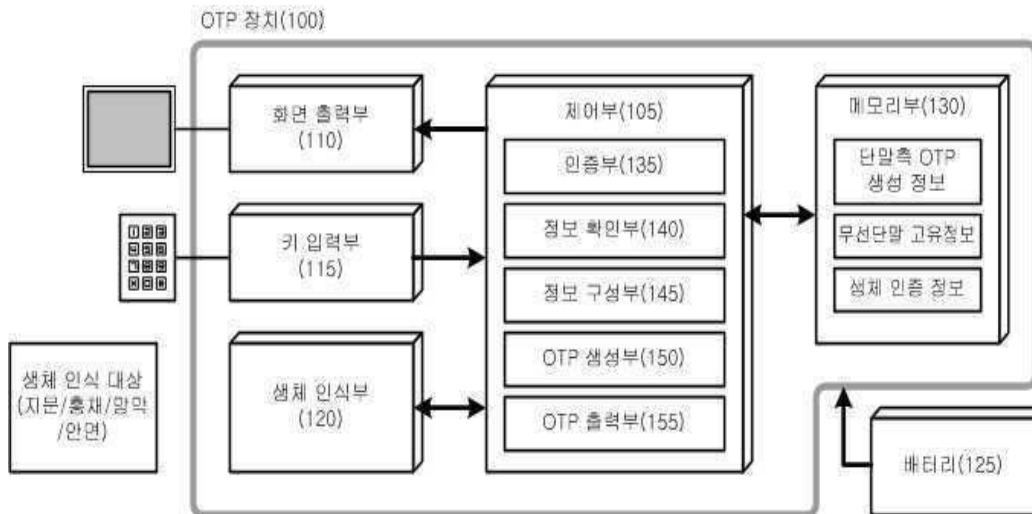 OTP 장치(100)
화면 출력부
(110)
키 입력부
(115)
생체 인식 대상
(지문/홍채/망막
/안면)
생체 인식부
(120)
제어부(105)
인증부(135)
정보 확인부(140)
정보 구성부(145)
OTP 생성부(150)
OTP 출력부(155)
메모리부(130)
단말측 OTP
생성 정보
무선단말 고유정보
생체 인증 정보
배터리(125)